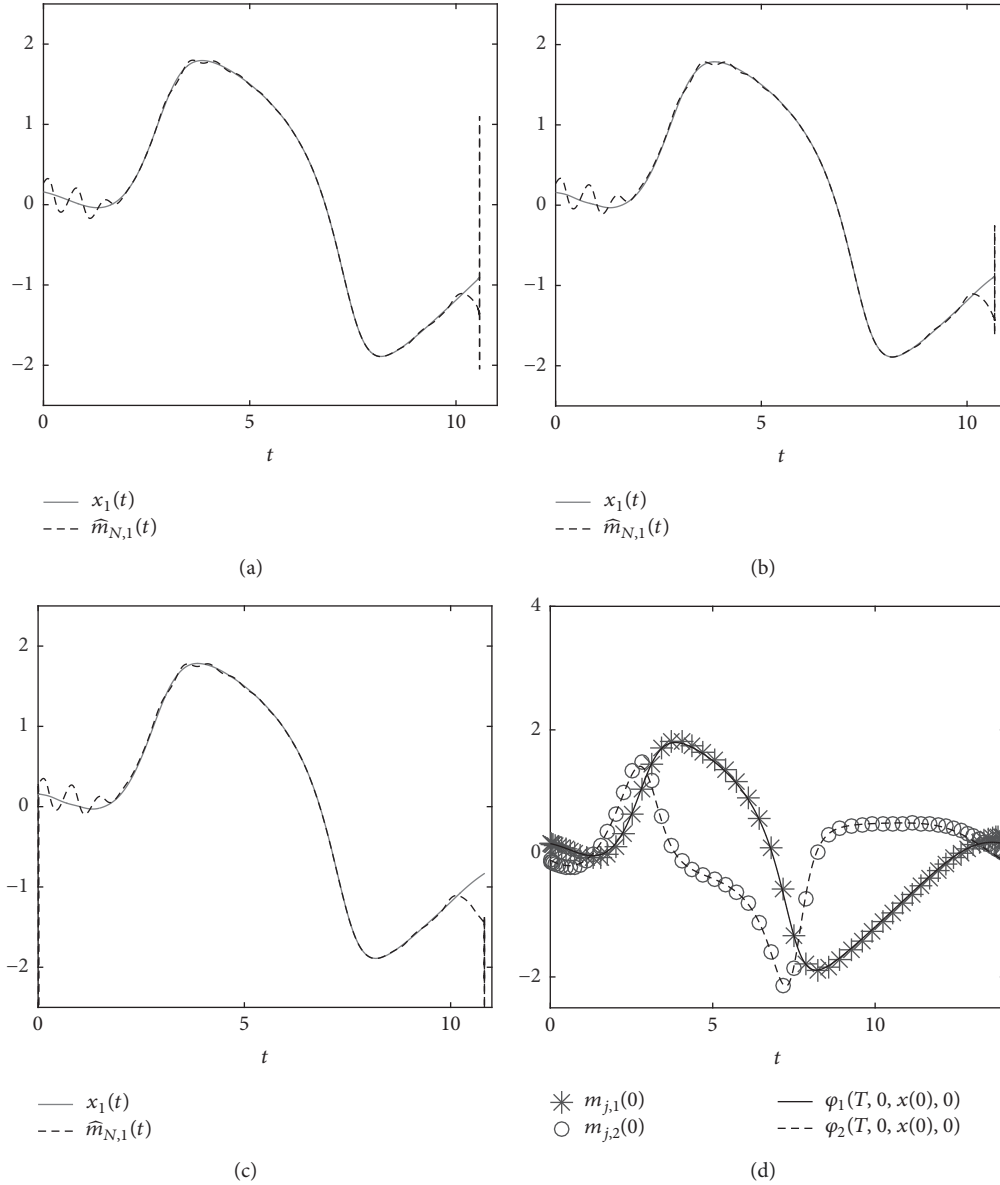 2
1
0
−1
−2
0
5
10
t
x₁(t)
m̂_{N,1}(t)
(a)
2
1
0
−1
−2
0
5
10
t
x₁(t)
m̂_{N,1}(t)
(b)
2
1
0
−1
−2
0
5
10
t
x₁(t)
m̂_{N,1}(t)
(c)
4
2
0
−2
0
5
10
t
m_{j,1}(0)
m_{j,2}(0)
φ₁(T, 0, x(0), 0)
φ₂(T, 0, x(0), 0)
(d)